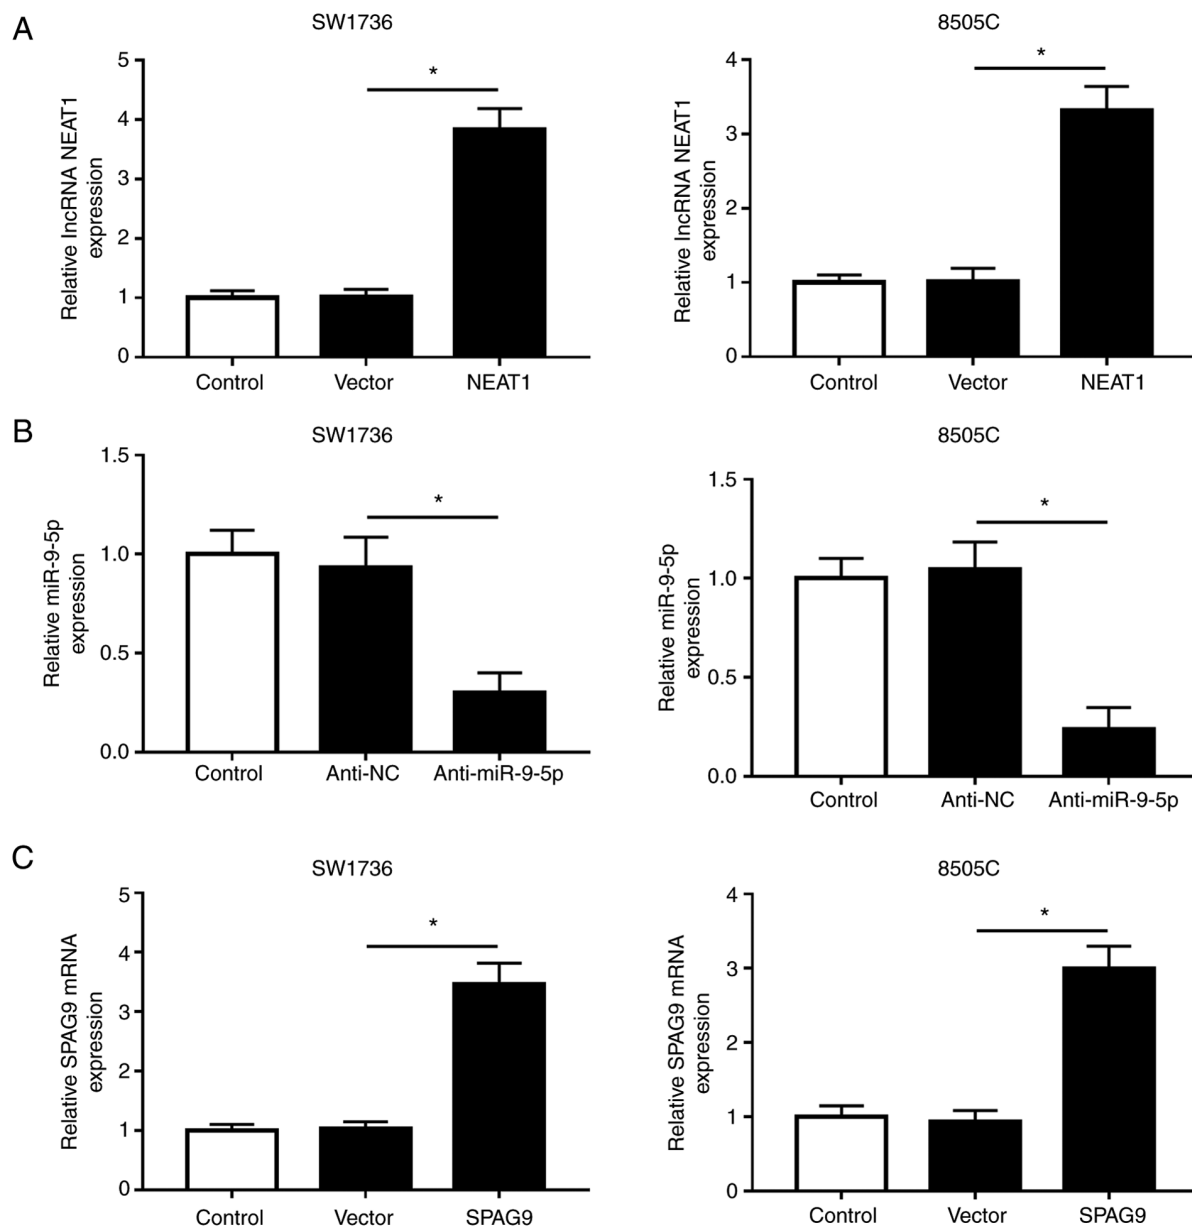 A
SW1736
Relative lncRNA NEAT1
expression
5
4
3
2
1
0
*
Control
Vector
NEAT1
8505C
Relative lncRNA NEAT1
expression
4
3
2
1
0
*
Control
Vector
NEAT1
B
SW1736
Relative miR-9-5p
expression
1.5
1.0
0.5
0.0
*
Control
Anti-NC
Anti-miR-9-5p
8505C
Relative miR-9-5p
expression
1.5
1.0
0.5
0.0
*
Control
Anti-NC
Anti-miR-9-5p
C
SW1736
Relative SPAG9 mRNA
expression
5
4
3
2
1
0
*
Control
Vector
SPAG9
8505C
Relative SPAG9 mRNA
expression
4
3
2
1
0
*
Control
Vector
SPAG9